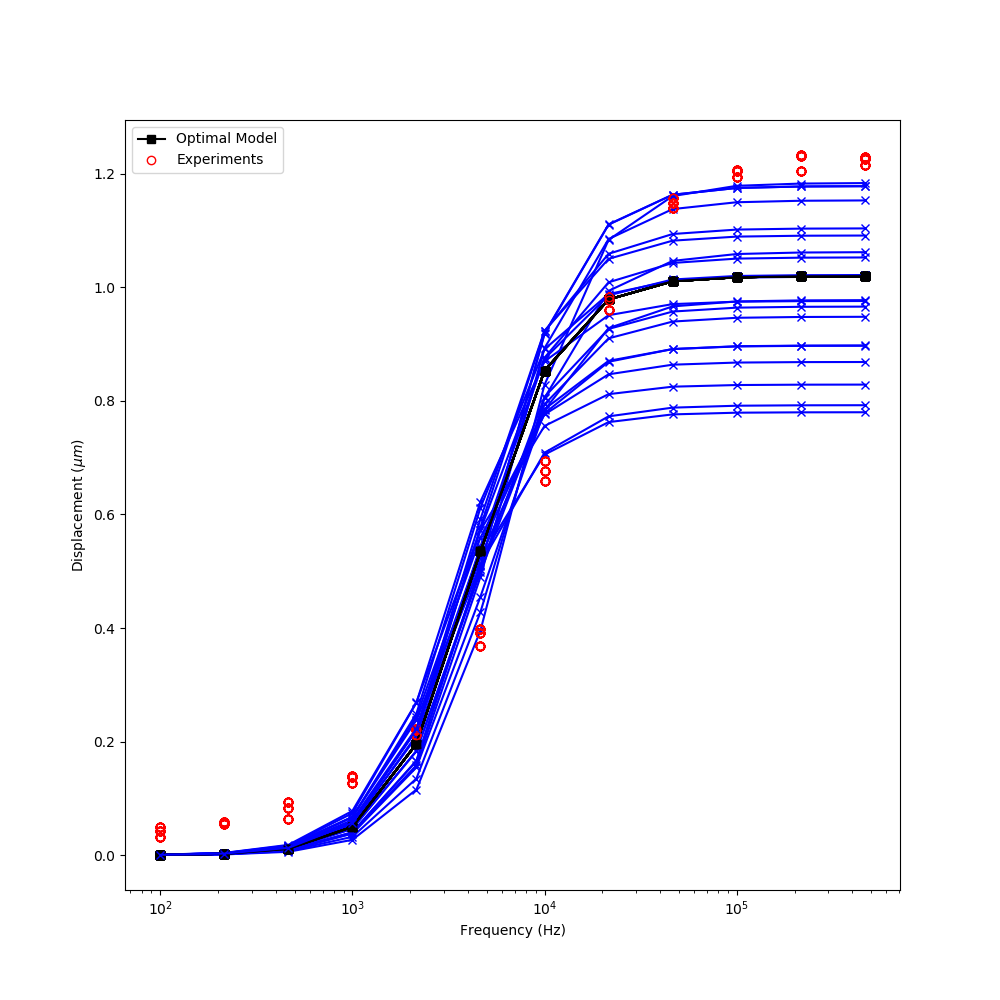 Optimal Model
Experiments
Displacement (μm)
1.2
1.0
0.8
0.6
0.4
0.2
0.0
10²
10³
10⁴
10⁵
Frequency (Hz)